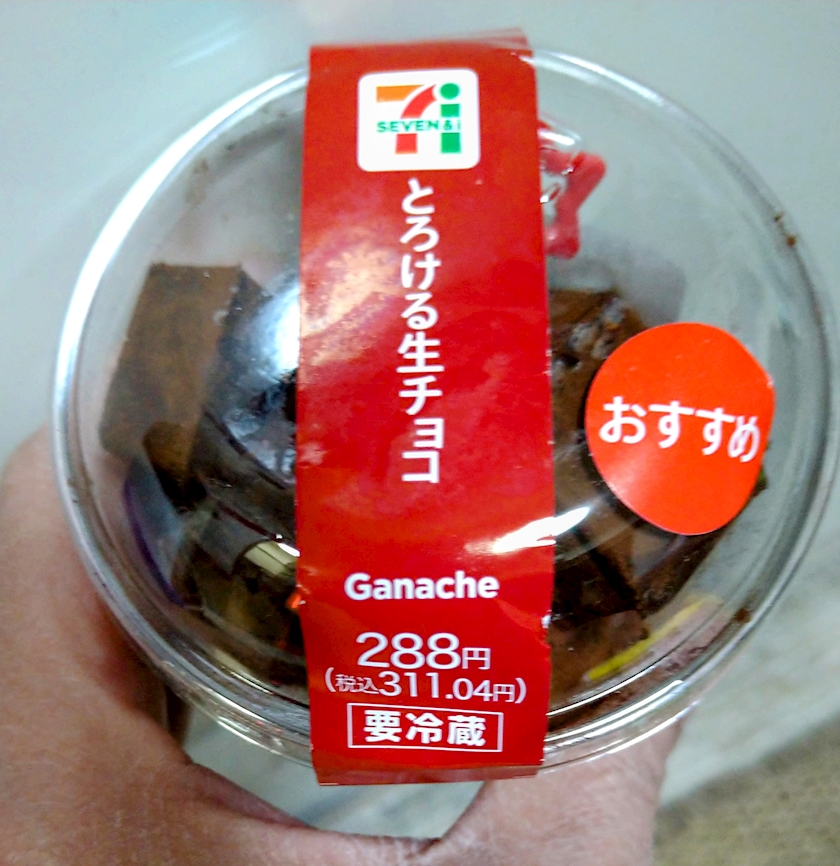 SEVEN&i
とろける生チョコ
おすすめ
Ganache
288円
(税込311.04円)
要冷蔵